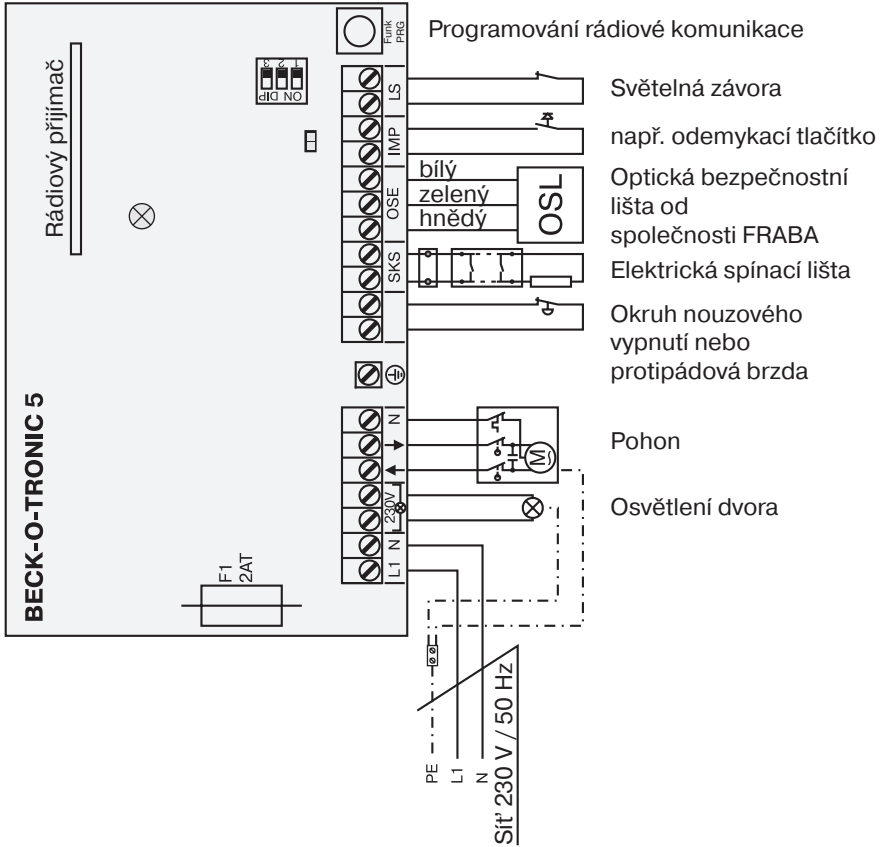 Funk
PRG
Programování rádiové komunikace
Rádiový přijímač
ON DIP
1 2 3
LS
Světelná závora
IMP
např. odemykací tlačítko
OSE
bílý
zelený
hnědý
OSL
Optická bezpečnostní
lišta od
společnosti FRABA
SKS
Elektrická spínací lišta
Okruh nouzového
vypnutí nebo
protipádová brzda
BECK-O-TRONIC 5
N
M
Pohon
230V
Osvětlení dvora
L1 N
F1
2AT
PE
L1
N
Síť 230 V / 50 Hz